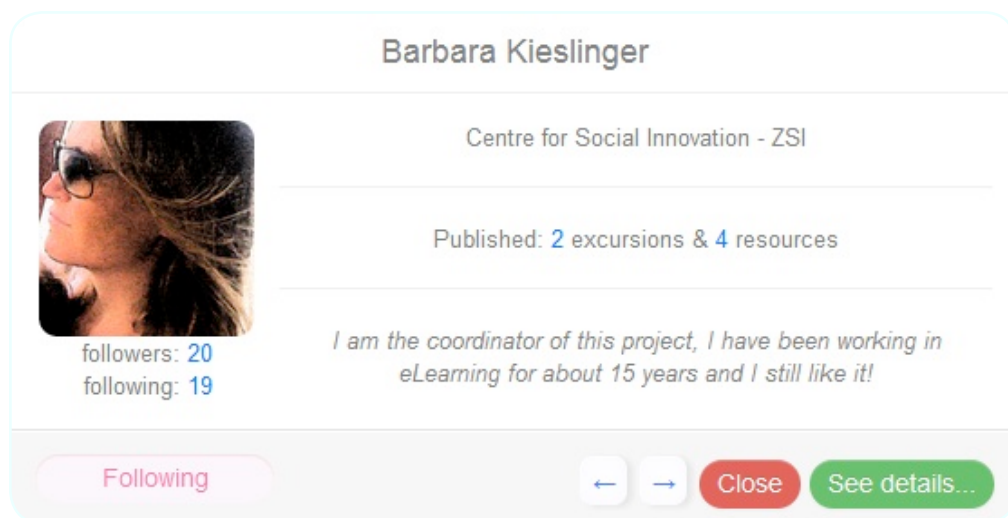 Barbara Kieslinger
Centre for Social Innovation - ZSI
Published: 2 excursions & 4 resources
followers: 20
following: 19
I am the coordinator of this project, I have been working in
eLearning for about 15 years and I still like it!
Following
← → Close See details...